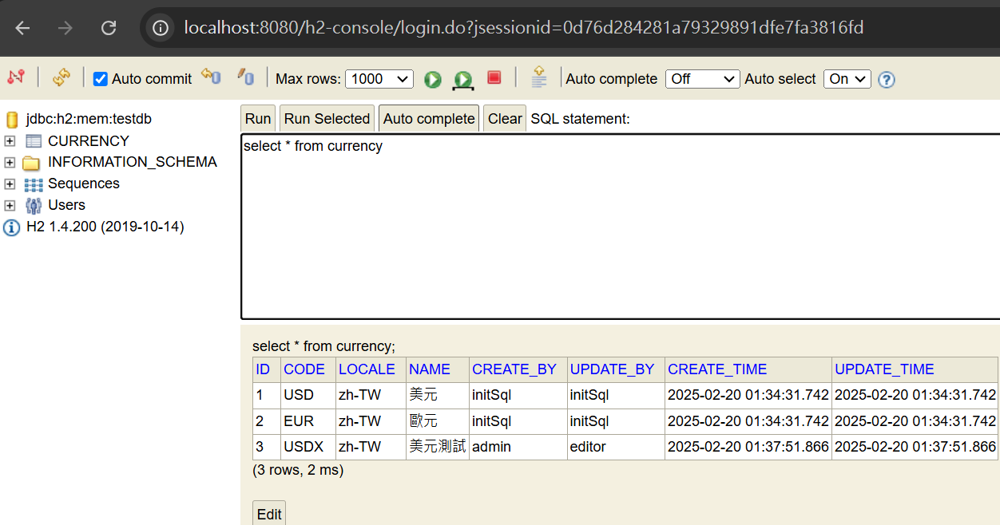 localhost:8080/h2-console/login.do?jsessionid=0d76d284281a79329891dfe7fa3816fd
Auto commit Max rows: 1000 Auto complete Off Auto select On
jdbc:h2:mem:testdb
CURRENCY
INFORMATION_SCHEMA
Sequences
Users
H2 1.4.200 (2019-10-14)
Run Run Selected Auto complete Clear SQL statement:
select * from currency
select * from currency;
ID CODE LOCALE NAME CREATE_BY UPDATE_BY CREATE_TIME UPDATE_TIME
1 USD zh-TW 美元 initSql initSql 2025-02-20 01:34:31.742 2025-02-20 01:34:31.742
2 EUR zh-TW 歐元 initSql initSql 2025-02-20 01:34:31.742 2025-02-20 01:34:31.742
3 USDX zh-TW 美元測試 admin editor 2025-02-20 01:37:51.866 2025-02-20 01:37:51.866
(3 rows, 2 ms)
Edit